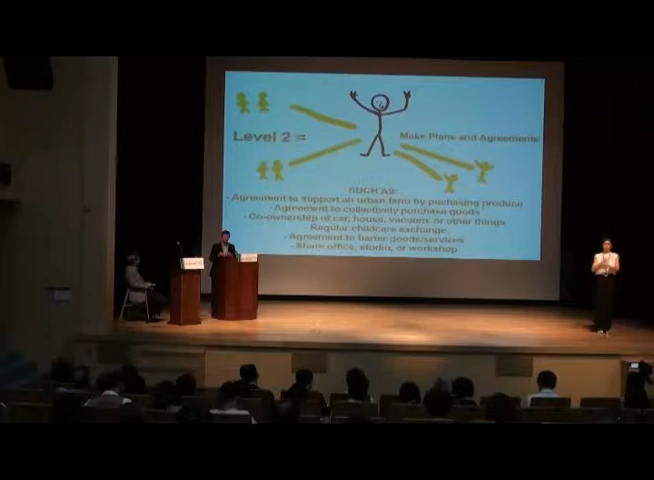 Level 2 =
Make Plans and Agreements
SUCH AS:
- Agreement to support an urban farm by puchasing produce
- Agreement to collectively purchase goods
- Co-ownership of car, house, vacuum, or other things
- Regular childcare exchange
- Agreement to barter goods/services
- Share office, studio, or workshop